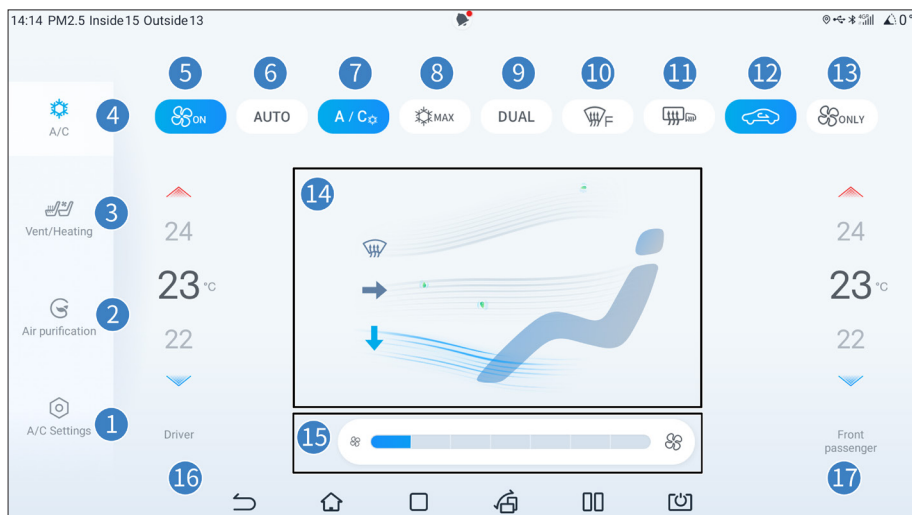 14:14 PM2.5 Inside15 Outside13
4G
0°
5
6
7
8
9
10
11
12
13
ON
AUTO
A / C
MAX
DUAL
F
ONLY
4
A/C
3
Vent/Heating
2
Air purification
1
A/C Settings
24
23°C
22
Driver
16
14
15
24
23°C
22
Front
passenger
17